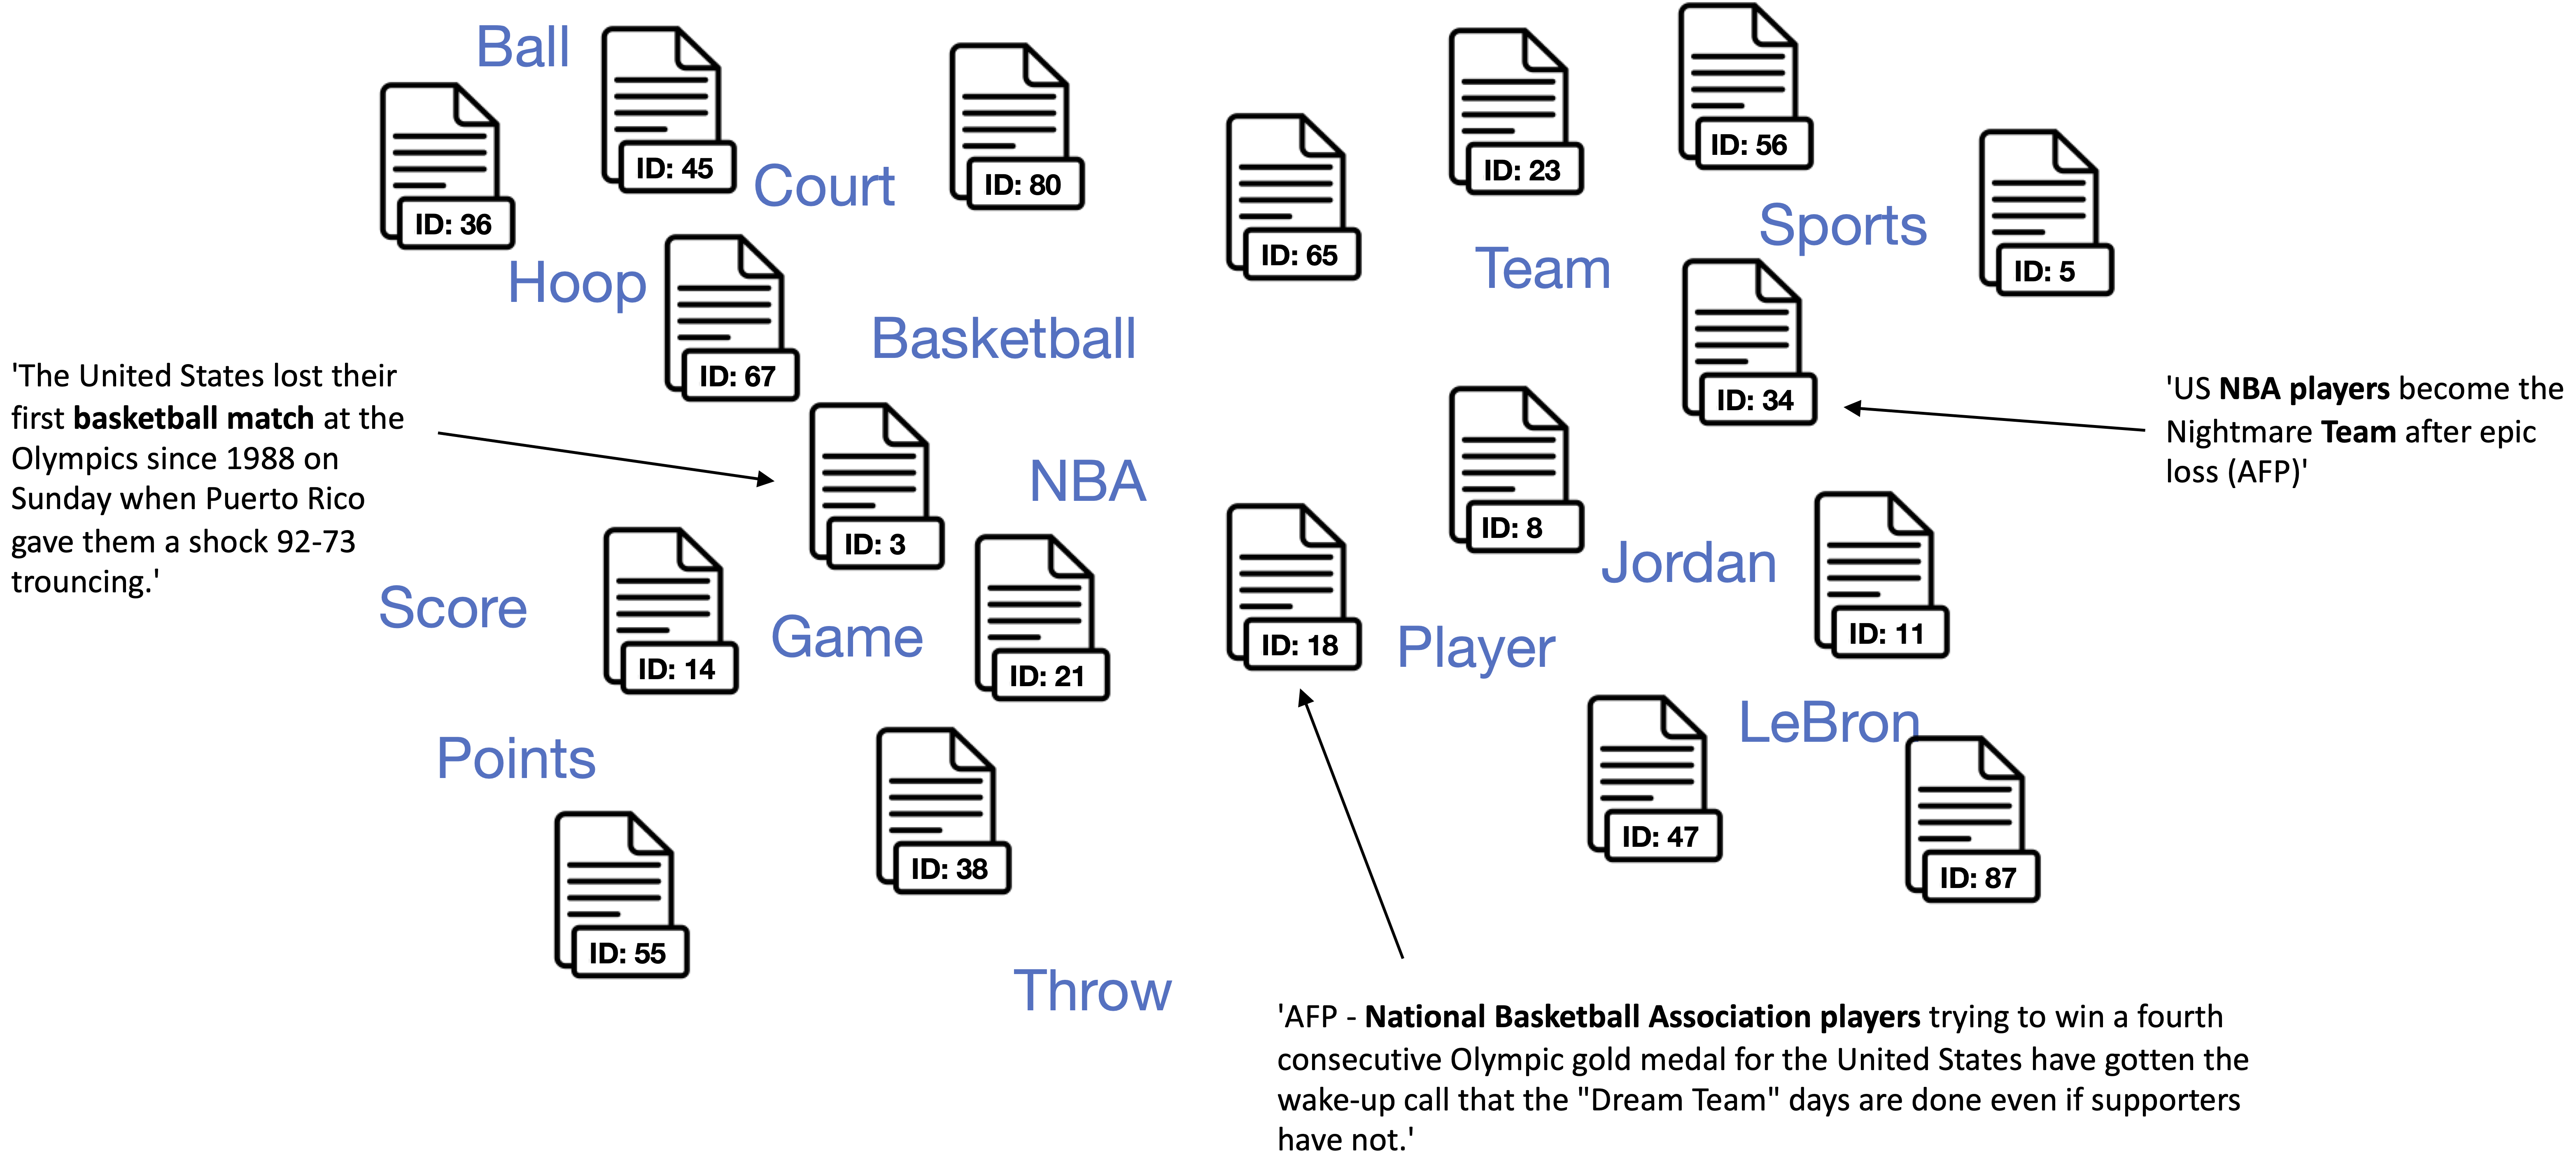 Ball
ID: 36
ID: 45
Court
ID: 80
ID: 65
ID: 23
ID: 56
Sports
ID: 5
Hoop
ID: 67
Basketball
Team
ID: 34
'The United States lost their
first basketball match at the
Olympics since 1988 on
Sunday when Puerto Rico
gave them a shock 92-73
trouncing.'
'US NBA players become the
Nightmare Team after epic
loss (AFP)'
NBA
ID: 3
ID: 8
Jordan
ID: 11
Score
ID: 14
Game
ID: 21
ID: 18
Player
Points
LeBron
ID: 38
ID: 47
ID: 87
ID: 55
Throw
'AFP - National Basketball Association players trying to win a fourth
consecutive Olympic gold medal for the United States have gotten the
wake-up call that the "Dream Team" days are done even if supporters
have not.'